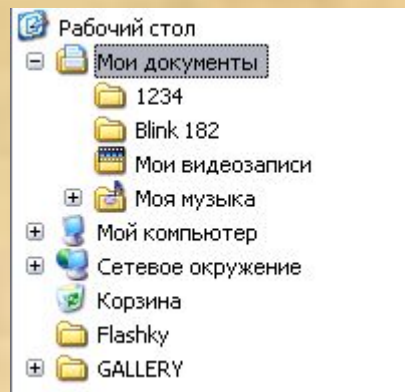 Рабочий стол
Мои документы
1234
Blink 182
Мои видеозаписи
Моя музыка
Мой компьютер
Сетевое окружение
Корзина
Flashky
GALLERY